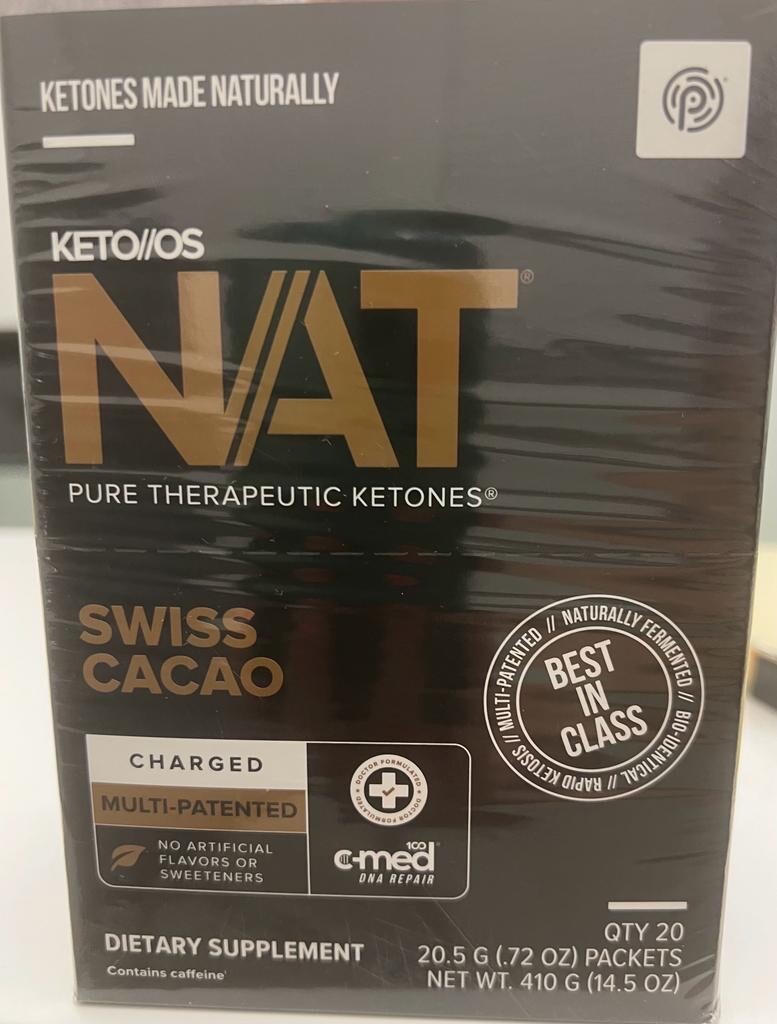 KETONES MADE NATURALLY
KETO//OS
NAT®
PURE THERAPEUTIC KETONES®
SWISS
CACAO
MULTI-PATENTED // NATURALLY FERMENTED // BIO-IDENTICAL // RAPID KETOSIS //
BEST
IN
CLASS
CHARGED
MULTI-PATENTED
NO ARTIFICIAL
FLAVORS OR
SWEETENERS
DOCTOR FORMULATED • DOCTOR FORMULATED •
c-med 100®
DNA REPAIR
DIETARY SUPPLEMENT
Contains caffeine
QTY 20
20.5 G (.72 OZ) PACKETS
NET WT. 410 G (14.5 OZ)